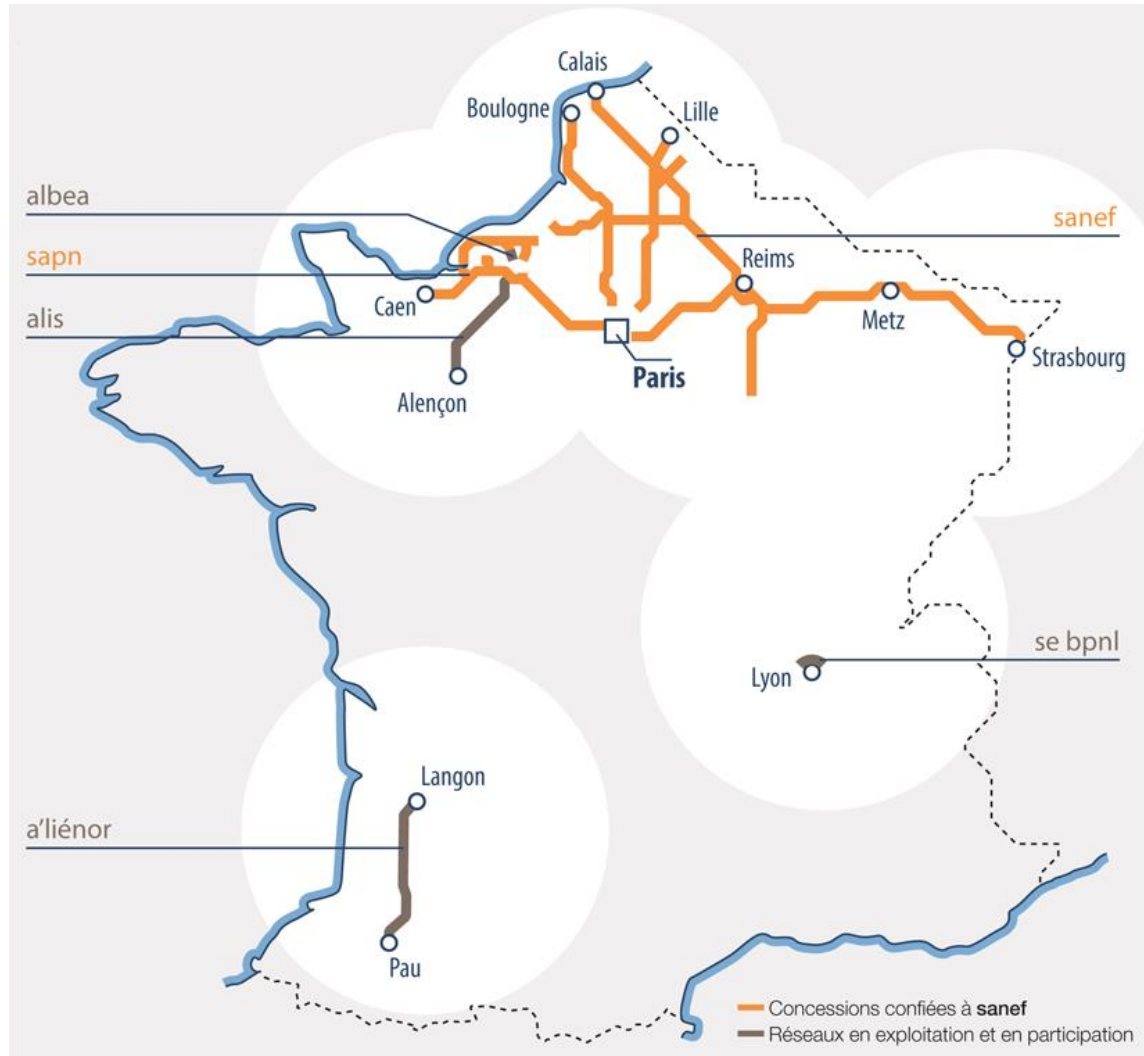 Calais
Boulogne
Lille
albea
sanef
sapn
Reims
Caen
Metz
alis
Strasbourg
Paris
Alençon
se bpnl
Lyon
Langon
a'liénor
Pau
Concessions confiées à sanef
Réseaux en exploitation et en participation